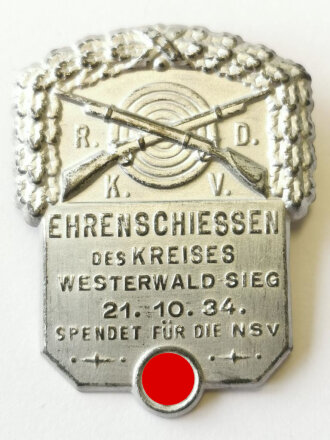 R. D.
K. V.
EHRENSCHIESSEN
DES KREISES
WESTERWALD SIEG
21. 10. 34.
SPENDET FÜR DIE NSV